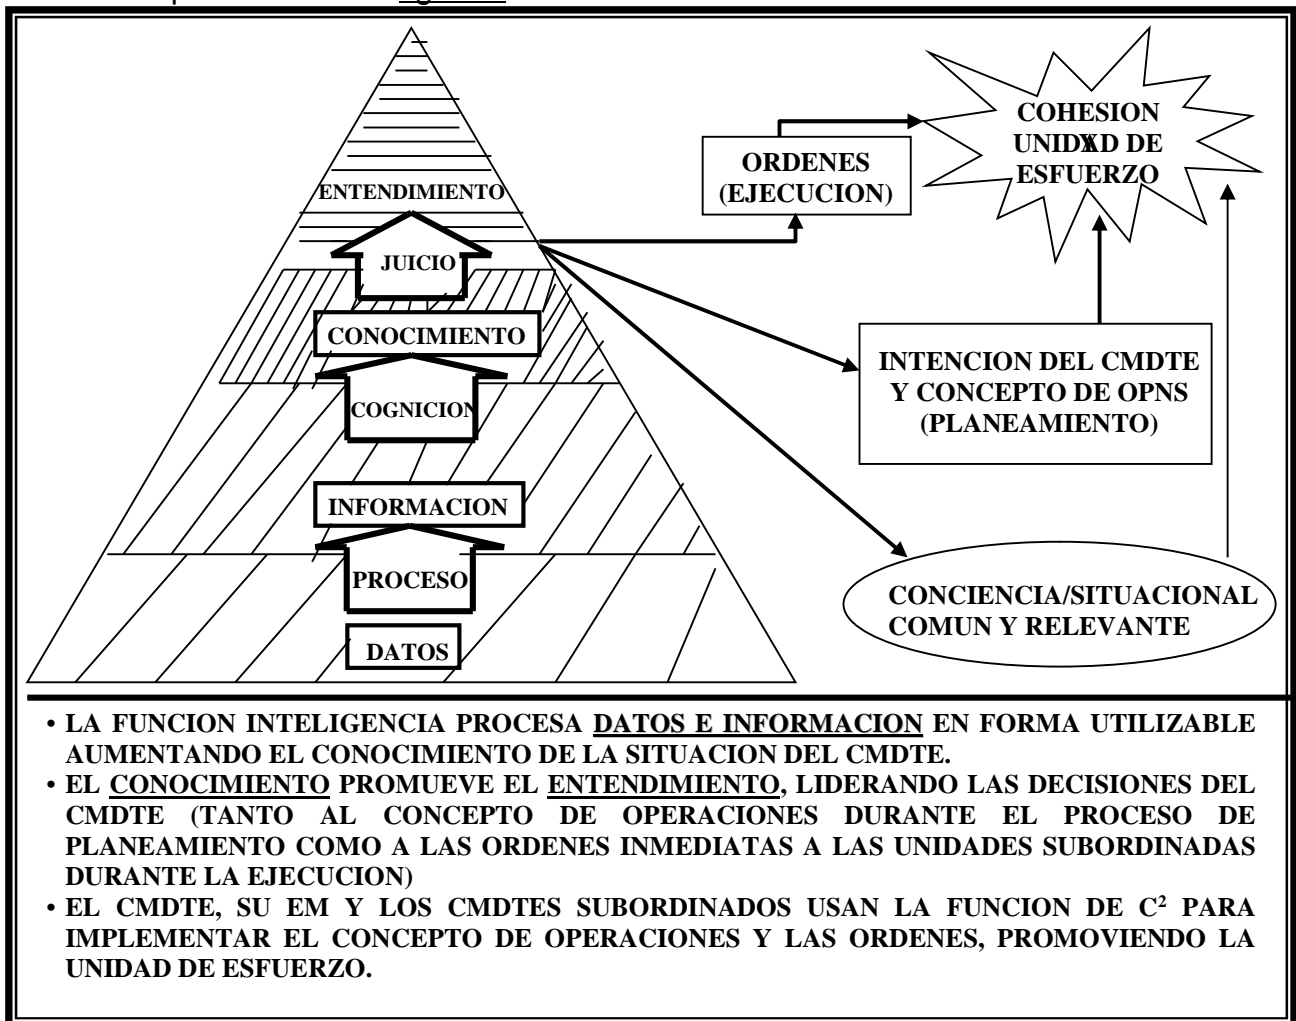 ENTENDIMIENTO
JUICIO
CONOCIMIENTO
COGNICION
INFORMACION
PROCESO
DATOS
ORDENES
(EJECUCION)
COHESION
Y
UNIDAD DE
ESFUERZO
INTENCION DEL CMDTE
Y CONCEPTO DE OPNS
(PLANEAMIENTO)
CONCIENCIA/SITUACIONAL
COMUN Y RELEVANTE
• LA FUNCION INTELIGENCIA PROCESA DATOS E INFORMACION EN FORMA UTILIZABLE
AUMENTANDO EL CONOCIMIENTO DE LA SITUACION DEL CMDTE.
• EL CONOCIMIENTO PROMUEVE EL ENTENDIMIENTO, LIDERANDO LAS DECISIONES DEL
CMDTE (TANTO AL CONCEPTO DE OPERACIONES DURANTE EL PROCESO DE
PLANEAMIENTO COMO A LAS ORDENES INMEDIATAS A LAS UNIDADES SUBORDINADAS
DURANTE LA EJECUCION)
• EL CMDTE, SU EM Y LOS CMDTES SUBORDINADOS USAN LA FUNCION DE C² PARA
IMPLEMENTAR EL CONCEPTO DE OPERACIONES Y LAS ORDENES, PROMOVIENDO LA
UNIDAD DE ESFUERZO.